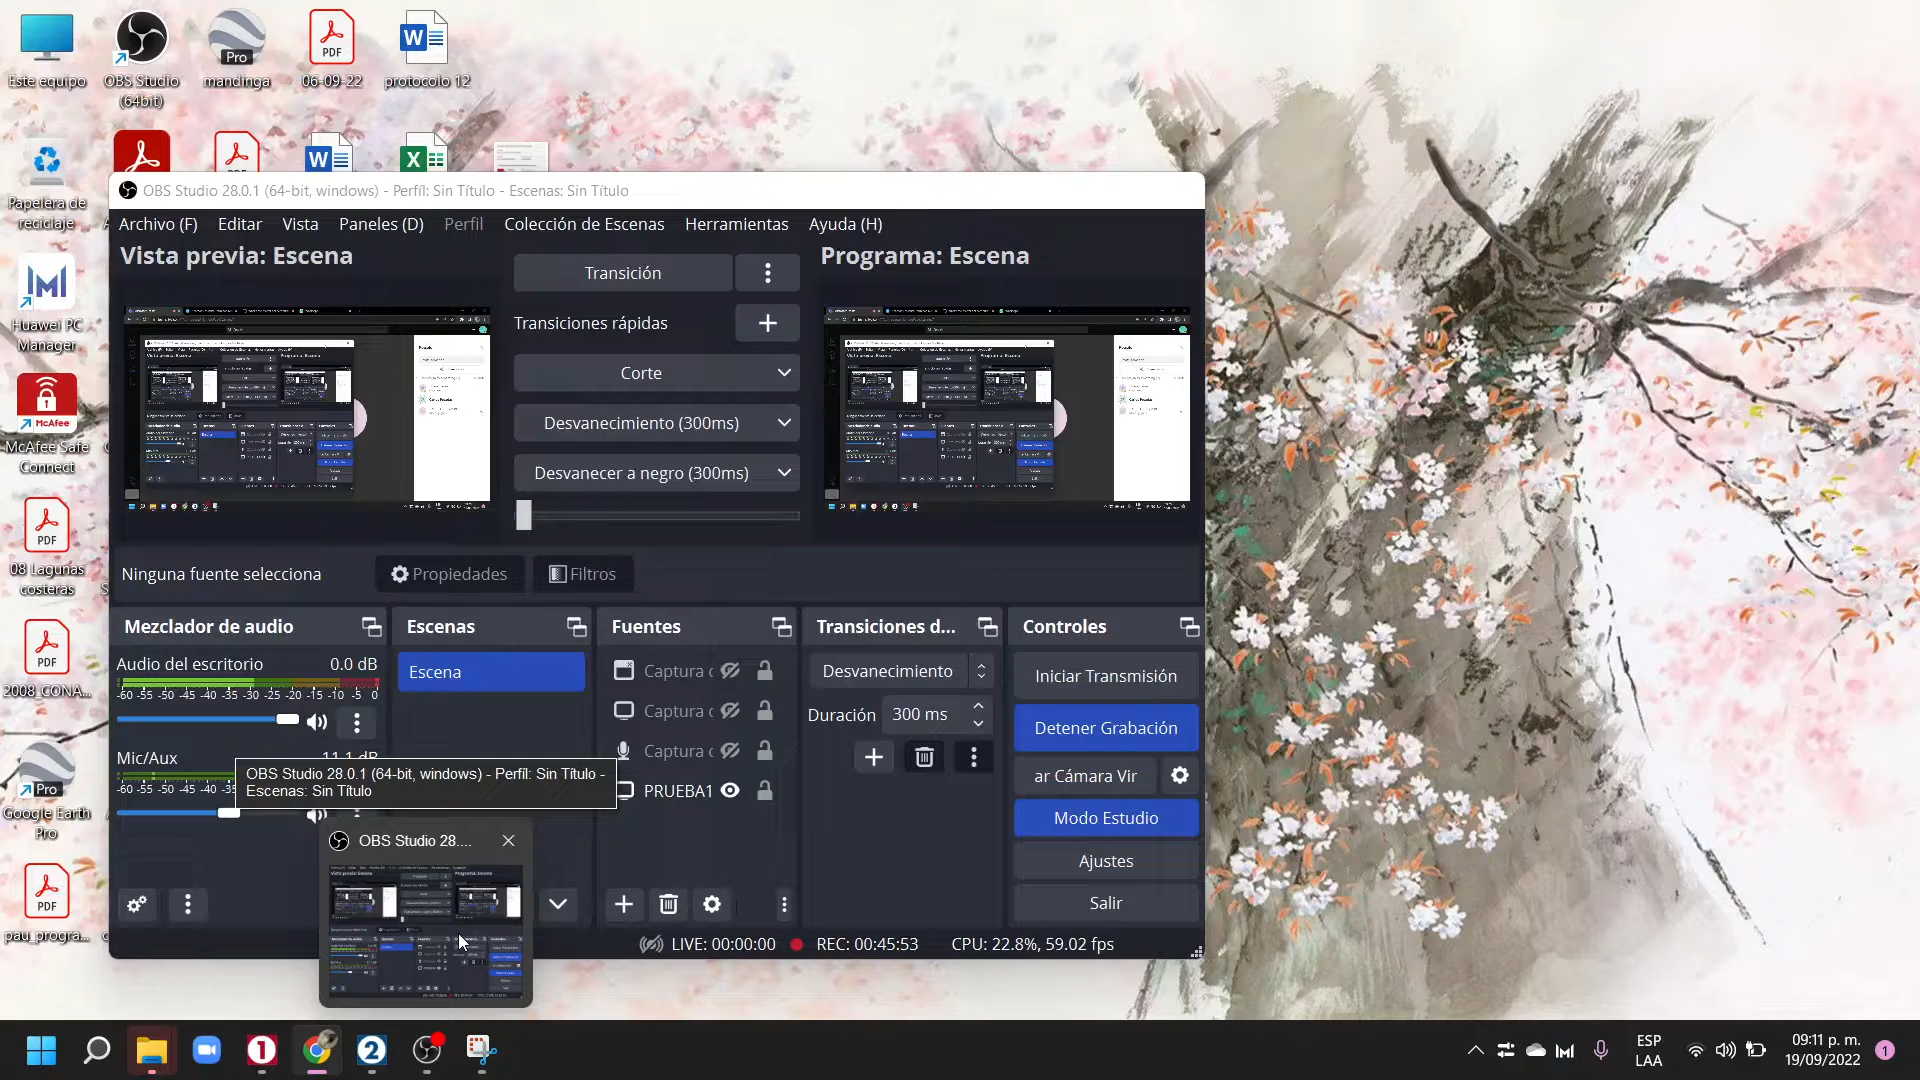 Este equipo
OBS Studio
(64bit)
Pro
mandinga
PDF
06-09-22
protocolo 12
Papelera de
reciclaje
Huawei PC
Manager
McAfee
McAfee Safe
Connect
PDF
08 Lagunas
costeras
PDF
2008_CONA...
Pro
Google Earth
Pro
PDF
pau_progra...
OBS Studio 28.0.1 (64-bit, windows) - Perfil: Sin Título - Escenas: Sin Título
Archivo (F) Editar Vista Paneles (D) Perfil Colección de Escenas Herramientas Ayuda (H)
Vista previa: Escena
Transición
Programa: Escena
Transiciones rápidas
Corte
Desvanecimiento (300ms)
Desvanecer a negro (300ms)
Ninguna fuente selecciona
Propiedades
Filtros
Mezclador de audio
Audio del escritorio 0.0 dB
-60 -55 -50 -45 -40 -35 -30 -25 -20 -15 -10 -5 0
Mic/Aux
-60 -55 -50 -45 -40 -35
Escenas
Escena
Fuentes
Captura
Captura
Captura
PRUEBA1
Transiciones d...
Desvanecimiento
Duración 300 ms
Controles
Iniciar Transmisión
Detener Grabación
ar Cámara Vir
Modo Estudio
Ajustes
Salir
OBS Studio 28.0.1 (64-bit, windows) - Perfil: Sin Título -
Escenas: Sin Título
OBS Studio 28....
LIVE: 00:00:00 REC: 00:45:53 CPU: 22.8%, 59.02 fps
ESP
LAA
09:11 p. m.
19/09/2022
1